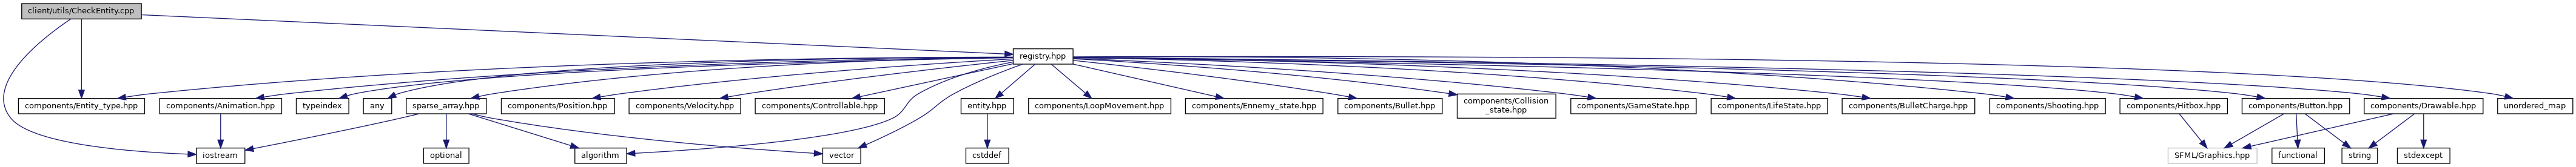 client/utils/CheckEntity.cpp
registry.hpp
components/Entity_type.hpp
components/Animation.hpp
typeindex
any
sparse_array.hpp
components/Position.hpp
components/Velocity.hpp
components/Controllable.hpp
entity.hpp
components/LoopMovement.hpp
components/Ennemy_state.hpp
components/Bullet.hpp
components/Collision
_state.hpp
components/GameState.hpp
components/LifeState.hpp
components/BulletCharge.hpp
components/Shooting.hpp
components/Hitbox.hpp
components/Button.hpp
components/Drawable.hpp
unordered_map
iostream
optional
algorithm
vector
cstddef
SFML/Graphics.hpp
functional
string
stdexcept